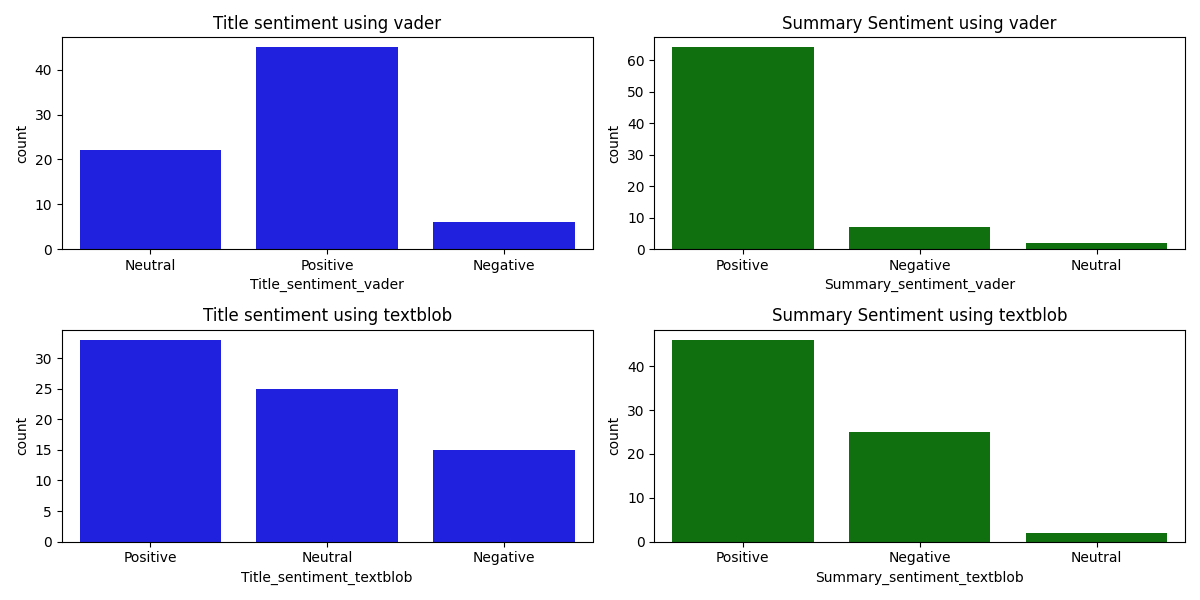 Title sentiment using vader
count
40
30
20
10
0
Neutral Positive Negative
Title_sentiment_vader
Summary Sentiment using vader
count
60
50
40
30
20
10
0
Positive Negative Neutral
Summary_sentiment_vader
Title sentiment using textblob
count
30
25
20
15
10
5
0
Positive Neutral Negative
Title_sentiment_textblob
Summary Sentiment using textblob
count
40
30
20
10
0
Positive Negative Neutral
Summary_sentiment_textblob